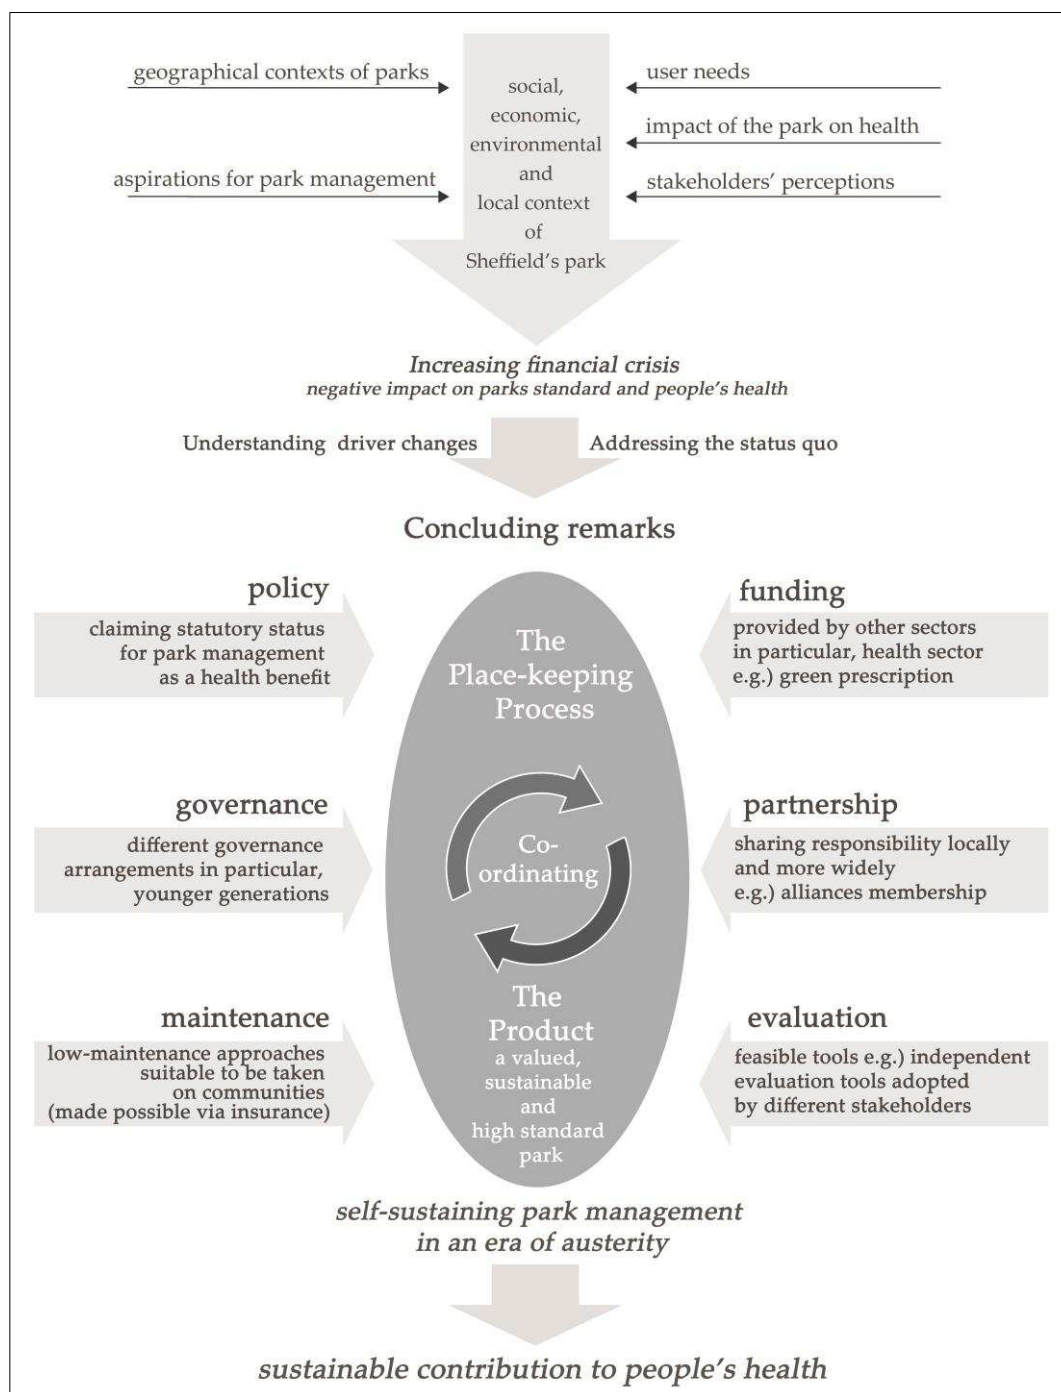 geographical contexts of parks
aspirations for park management
social,
economic,
environmental
and
local context
of
Sheffield's park
user needs
impact of the park on health
stakeholders' perceptions
Increasing financial crisis
negative impact on parks standard and people's health
Understanding driver changes
Addressing the status quo
Concluding remarks
policy
claiming statutory status
for park management
as a health benefit
governance
different governance
arrangements in particular,
younger generations
maintenance
low-maintenance approaches
suitable to be taken
on communities
(made possible via insurance)
The
Place-keeping
Process
Co-
ordinating
The
Product
a valued,
sustainable
and
high standard
park
funding
provided by other sectors
in particular, health sector
e.g.) green prescription
partnership
sharing responsibility locally
and more widely
e.g.) alliances membership
evaluation
feasible tools e.g.) independent
evaluation tools adopted
by different stakeholders
self-sustaining park management
in an era of austerity
sustainable contribution to people's health